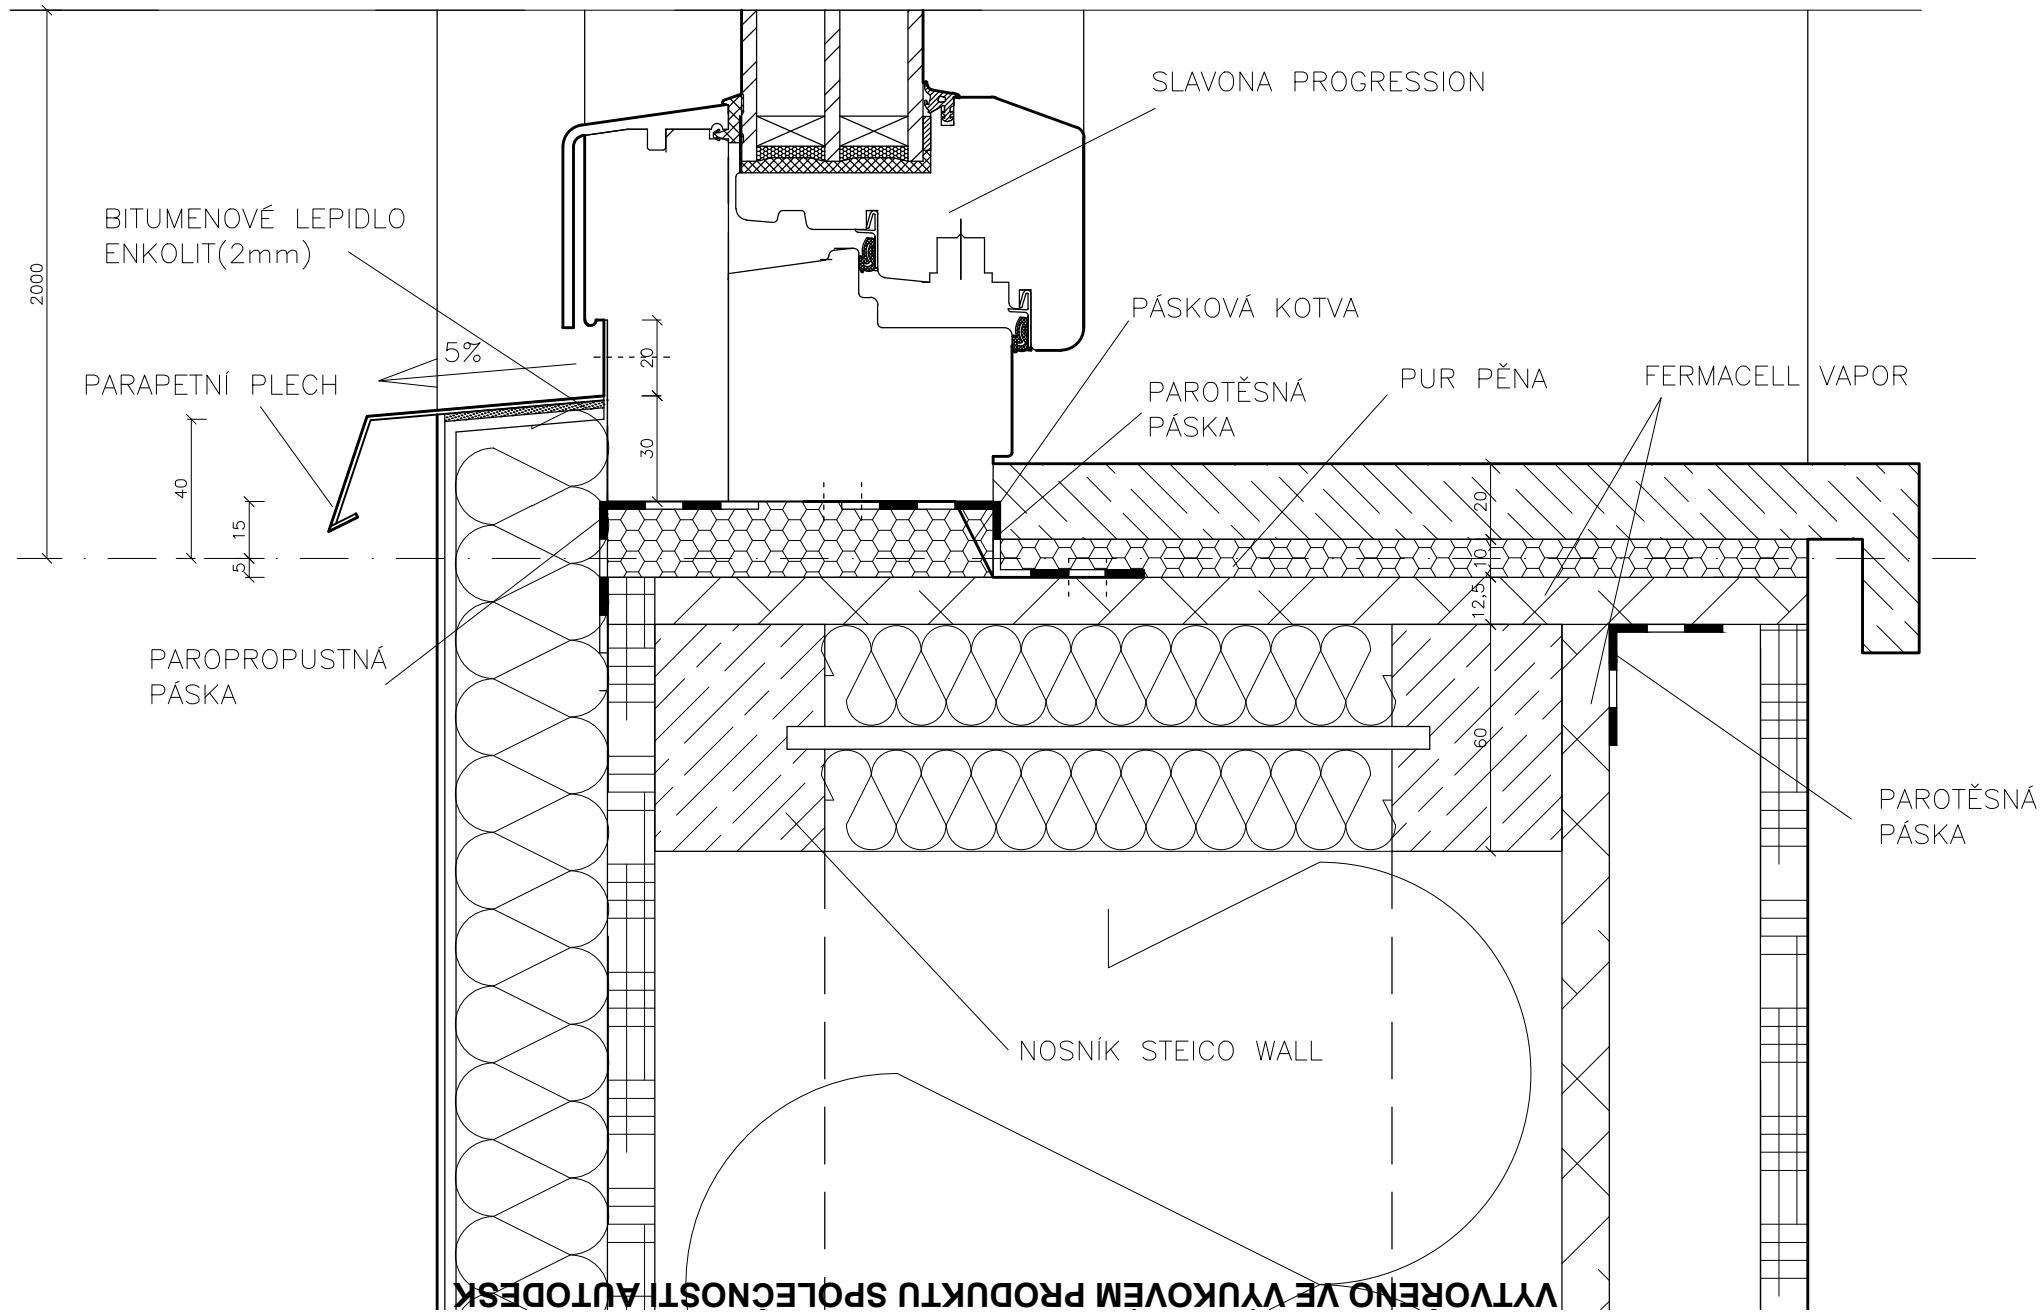 SLAVONA PROGRESSION
BITUMENOVÉ LEPIDLO
ENKOLIT(2mm)
2000
PÁSKOVÁ KOTVA
5%
20
PARAPETNÍ PLECH
PAROTĚSNÁ
PÁSKA
PUR PĚNA
FERMACELL VAPOR
30
40
15
5
20
10
12,5
60
PAROPROPUSTNÁ
PÁSKA
PAROTĚSNÁ
PÁSKA
NOSNÍK STEICO WALL
VYTVOŘENO VE VÝUKOVÉM PRODUKTU SPOLEČNOSTI AUTODESK